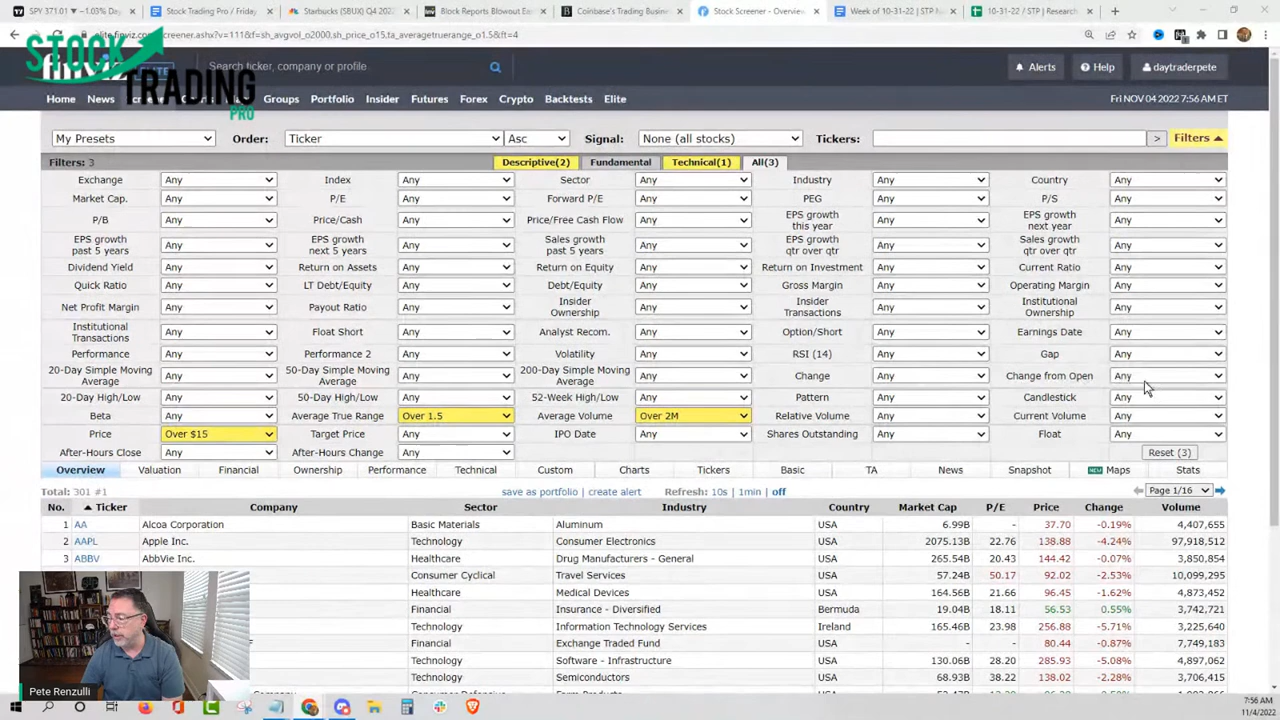 SPY 371.01 ▼ −1.03% Day
Stock Trading Pro / Friday
Starbucks (SBUX) Q4 2022
Block Reports Blowout Ea
Coinbase's Trading Busine
Stock Screener - Overview
Week of 10-31-22 | STP N
10-31-22 / STP | Research
elite.finviz.com/screener.ashx?v=111&f=sh_avgvol_o2000,sh_price_o15,ta_averagetruerange_o1.5&ft=4
STOCK
TRADING
PRO
ELITE
Search ticker, company or profile
Alerts Help daytraderpete
Home News Screener Charts Maps Groups Portfolio Insider Futures Forex Crypto Backtests Elite
Fri NOV 04 2022 7:56 AM ET
My Presets Order: Ticker Asc Signal: None (all stocks) Tickers: > Filters
Filters: 3 Descriptive(2) Fundamental Technical(1) All(3)
Exchange Any Index Any Sector Any Industry Any Country Any
Market Cap. Any P/E Any Forward P/E Any PEG Any P/S Any
P/B Any Price/Cash Any Price/Free Cash Flow Any EPS growth this year Any EPS growth next year Any
EPS growth past 5 years Any EPS growth next 5 years Any Sales growth past 5 years Any EPS growth qtr over qtr Any Sales growth qtr over qtr Any
Dividend Yield Any Return on Assets Any Return on Equity Any Return on Investment Any Current Ratio Any
Quick Ratio Any LT Debt/Equity Any Debt/Equity Any Gross Margin Any Operating Margin Any
Net Profit Margin Any Payout Ratio Any Insider Ownership Any Insider Transactions Any Institutional Ownership Any
Institutional Transactions Any Float Short Any Analyst Recom. Any Option/Short Any Earnings Date Any
Performance Any Performance 2 Any Volatility Any RSI (14) Any Gap Any
20-Day Simple Moving Average Any 50-Day Simple Moving Average Any 200-Day Simple Moving Average Any Change Any Change from Open Any
20-Day High/Low Any 50-Day High/Low Any 52-Week High/Low Any Pattern Any Candlestick Any
Beta Any Average True Range Over 1.5 Average Volume Over 2M Relative Volume Any Current Volume Any
Price Over $15 Target Price Any IPO Date Any Shares Outstanding Any Float Any
After-Hours Close Any After-Hours Change Any Reset (3)
Overview Valuation Financial Ownership Performance Technical Custom Charts Tickers Basic TA News Snapshot NEW Maps Stats
Total: 301 #1 save as portfolio | create alert Refresh: 10s | 1min | off Page 1/16
No. Ticker Company Sector Industry Country Market Cap P/E Price Change Volume
1 AA Alcoa Corporation Basic Materials Aluminum USA 6.99B - 37.70 -0.19% 4,407,655
2 AAPL Apple Inc. Technology Consumer Electronics USA 2075.13B 22.76 138.88 -4.24% 97,918,512
3 ABBV AbbVie Inc. Healthcare Drug Manufacturers - General USA 265.54B 20.43 144.42 -0.07% 3,850,854
Consumer Cyclical Travel Services USA 57.24B 50.17 92.02 -2.53% 10,099,295
Healthcare Medical Devices USA 164.56B 21.66 96.45 -1.62% 4,873,452
Financial Insurance - Diversified Bermuda 19.04B 18.11 56.53 0.55% 3,742,721
Technology Information Technology Services Ireland 165.46B 23.98 256.88 -5.71% 3,225,640
Financial Exchange Traded Fund USA - - 80.44 -0.87% 7,749,183
Technology Software - Infrastructure USA 130.06B 28.20 285.93 -5.08% 4,897,062
Technology Semiconductors USA 68.93B 38.22 138.02 -2.28% 3,706,415
Pete Renzulli
7:56 AM
11/4/2022